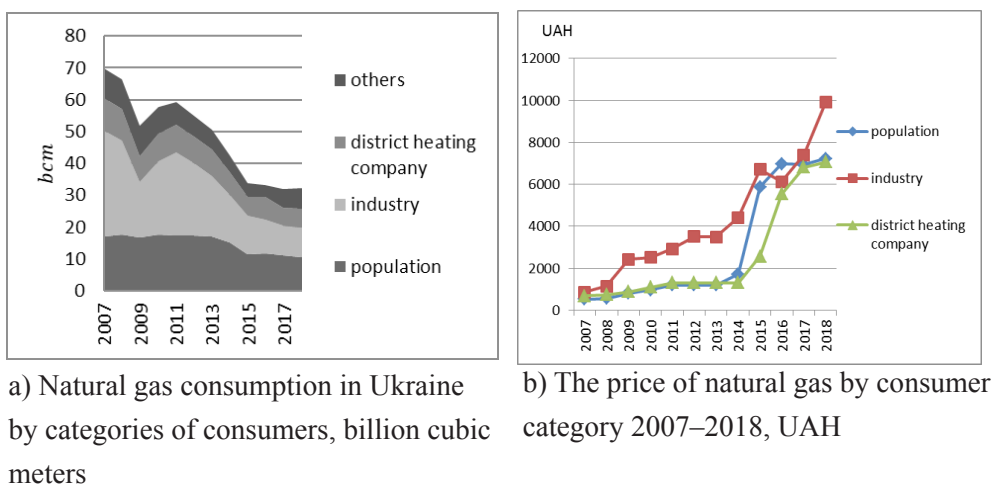 80
70
60
50
40
30
20
10
0
bcm
2007
2009
2011
2013
2015
2017
others
district heating
company
industry
population
a) Natural gas consumption in Ukraine
by categories of consumers, billion cubic
meters
UAH
12000
10000
8000
6000
4000
2000
0
2007
2008
2009
2010
2011
2012
2013
2014
2015
2016
2017
2018
population
industry
district heating
company
b) The price of natural gas by consumer
category 2007–2018, UAH